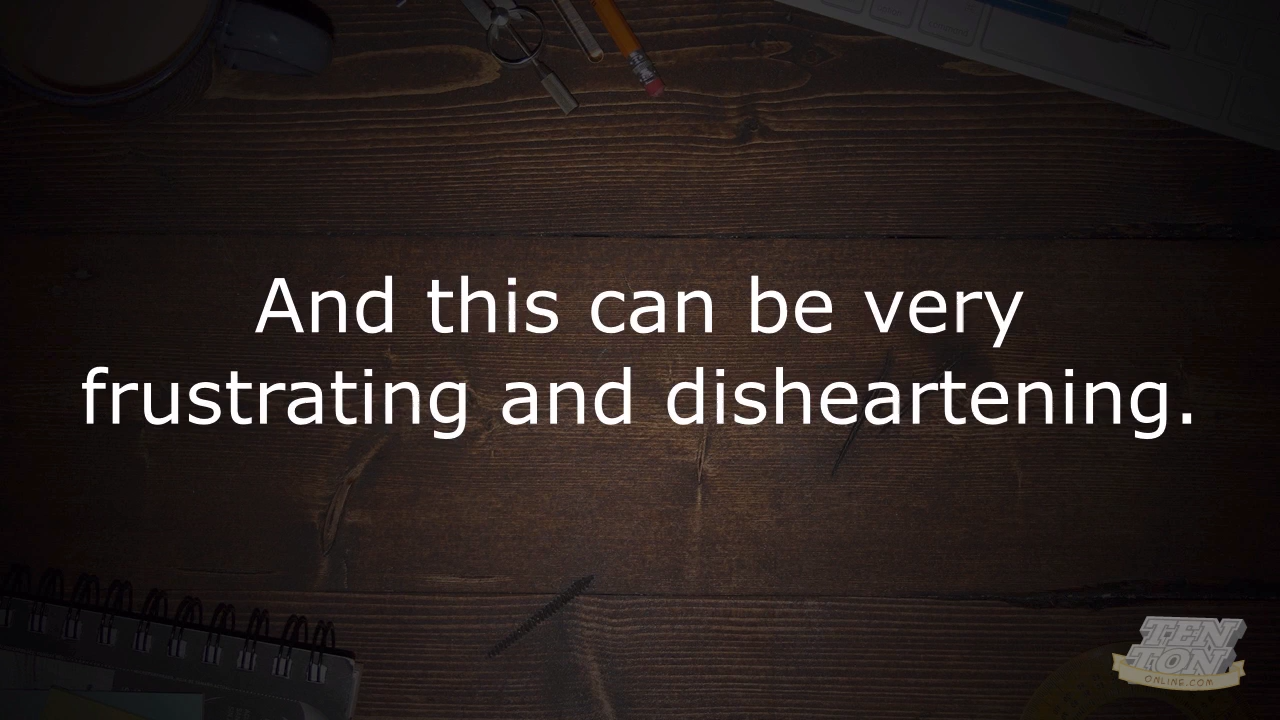 And this can be very
frustrating and disheartening.
TEN
TON
ONLINE.COM